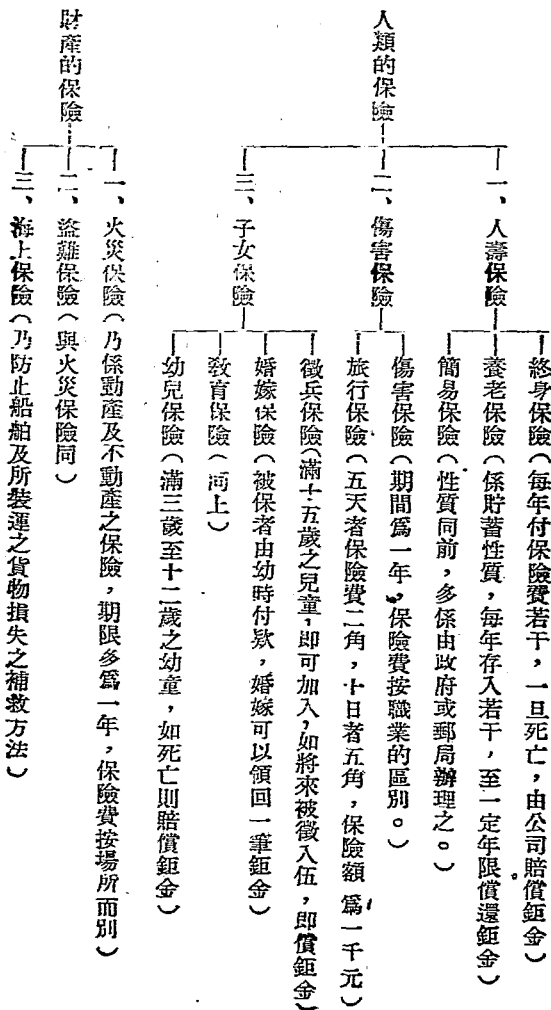 人類的保險
一、人壽保險
終身保險（每年付保險費若干，一旦死亡，由公司賠償鉅金）
養老保險（係貯蓄性質，每年存入若干，至一定年限償還鉅金）
簡易保險（性質同前，多係由政府或郵局辦理之。）
二、傷害保險
傷害保險（期間爲一年，保險費按職業的區別。）
旅行保險（五天者保險費二角，十日者五角，保險額爲一千元）
三、子女保險
徵兵保險（滿十五歲之兒童，即可加入，如將來被徵入伍，即償鉅金）
婚嫁保險（被保者由幼時付欵，婚嫁可以領回一筆鉅金）
敎育保險（同上）
幼兒保險（滿三歲至十二歲之幼童，如死亡則賠償鉅金）
財產的保險
一、火災保險（乃係動產及不動產之保險，期限多爲一年，保險費按場所而別）
二、盜難保險（與火災保險同）
三、海上保險（乃防止船舶及所裝運之貨物損失之補救方法）